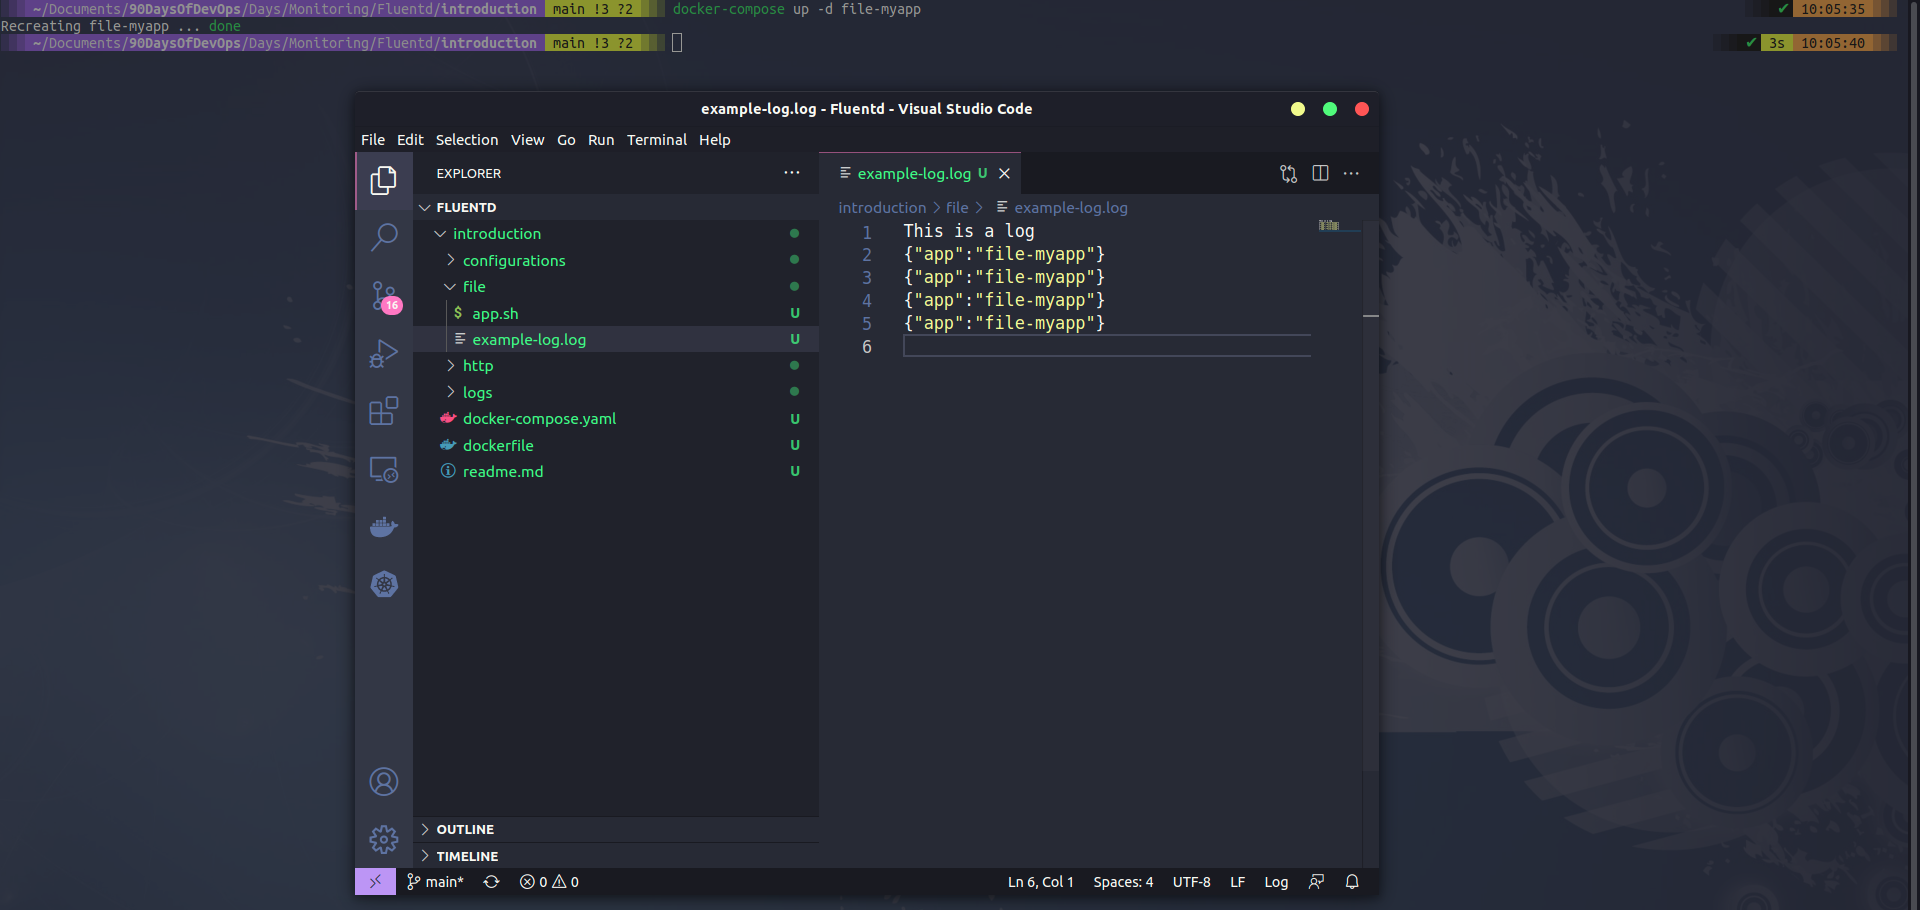 ~/Documents/90DaysOfDevOps/Days/Monitoring/Fluentd/introduction main !3 ?2 docker-compose up -d file-myapp ✔ 10:05:35
Recreating file-myapp ... done
~/Documents/90DaysOfDevOps/Days/Monitoring/Fluentd/introduction main !3 ?2 ✔ 3s 10:05:40
example-log.log - Fluentd - Visual Studio Code
File Edit Selection View Go Run Terminal Help
EXPLORER
FLUENTD
introduction
configurations
file
$ app.sh U
example-log.log U
http
logs
docker-compose.yaml U
dockerfile U
readme.md U
16
OUTLINE
TIMELINE
example-log.log U
introduction > file > example-log.log
1 This is a log
2 {"app":"file-myapp"}
3 {"app":"file-myapp"}
4 {"app":"file-myapp"}
5 {"app":"file-myapp"}
6
main* 0 0 Ln 6, Col 1 Spaces: 4 UTF-8 LF Log